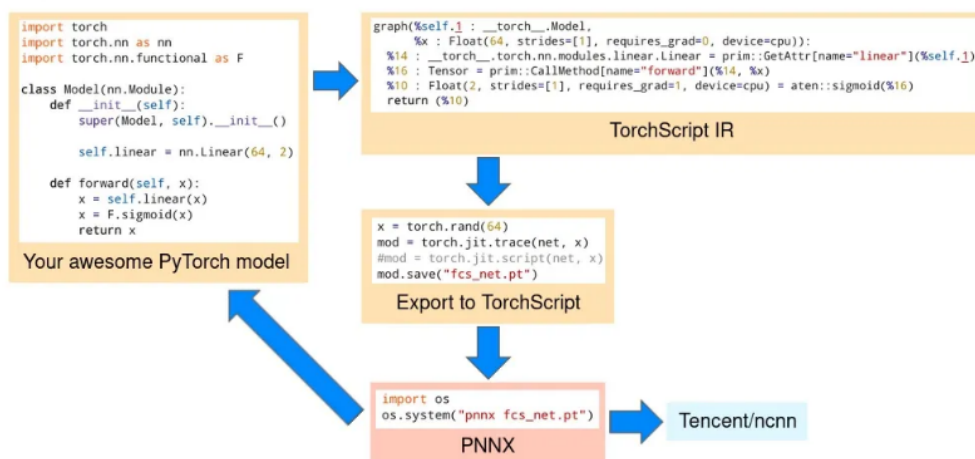 import torch
import torch.nn as nn
import torch.nn.functional as F
class Model(nn.Module):
def __init__(self):
super(Model, self).__init__()
self.linear = nn.Linear(64, 2)
def forward(self, x):
x = self.linear(x)
x = F.sigmoid(x)
return x
Your awesome PyTorch model
graph(%self.1 : __torch__.Model,
%x : Float(64, strides=[1], requires_grad=0, device=cpu)):
%14 : __torch__.torch.nn.modules.linear.Linear = prim::GetAttr[name="linear"](%self.1)
%16 : Tensor = prim::CallMethod[name="forward"](%14, %x)
%10 : Float(2, strides=[1], requires_grad=1, device=cpu) = aten::sigmoid(%16)
return (%10)
TorchScript IR
x = torch.rand(64)
mod = torch.jit.trace(net, x)
#mod = torch.jit.script(net, x)
mod.save("fcs_net.pt")
Export to TorchScript
import os
os.system("pnnx fcs_net.pt")
PNNX
Tencent/ncnn